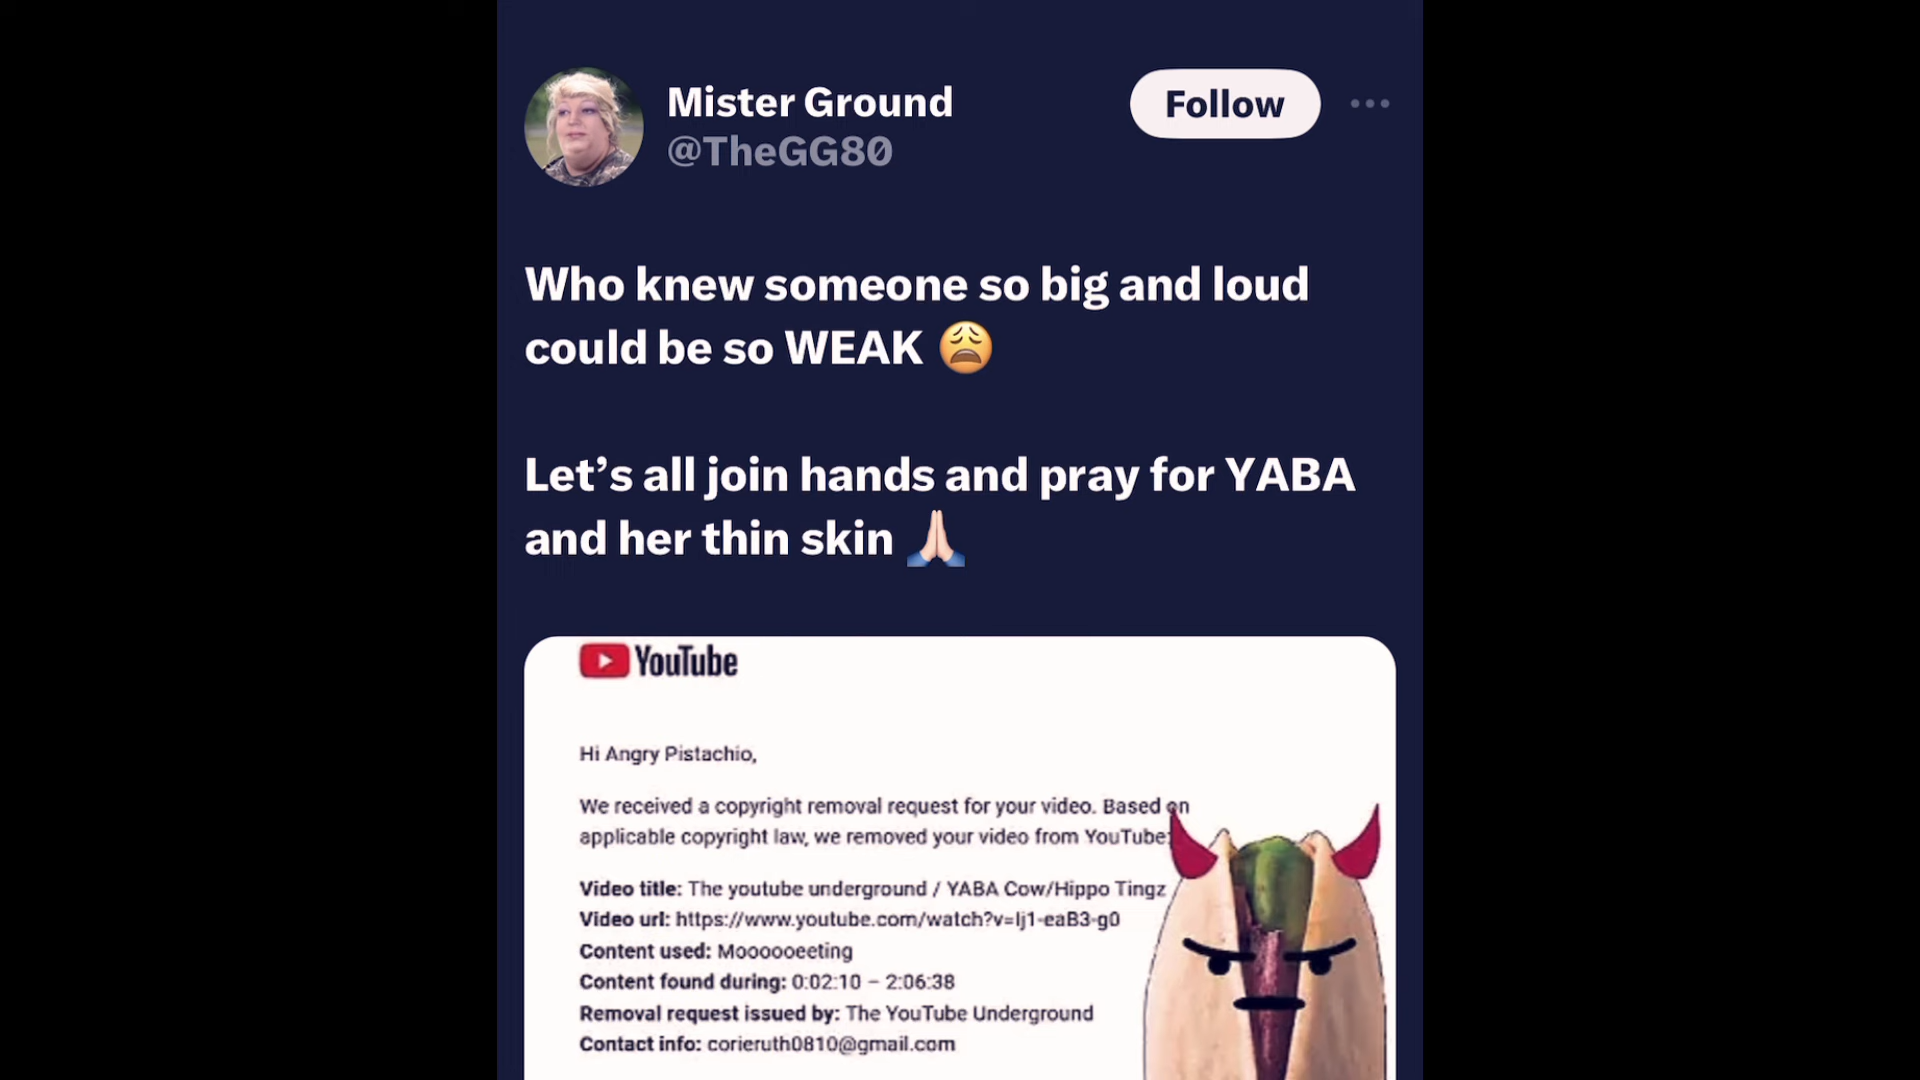 Mister Ground
@TheGG80
Follow
Who knew someone so big and loud
could be so WEAK 😩
Let’s all join hands and pray for YABA
and her thin skin 🙏🏻
YouTube
Hi Angry Pistachio,
We received a copyright removal request for your video. Based on
applicable copyright law, we removed your video from YouTube:
Video title: The youtube underground / YABA Cow/Hippo Tingz
Video url: https://www.youtube.com/watch?v=Ij1-eaB3-g0
Content used: Moooooeeting
Content found during: 0:02:10 – 2:06:38
Removal request issued by: The YouTube Underground
Contact info: corieruth0810@gmail.com